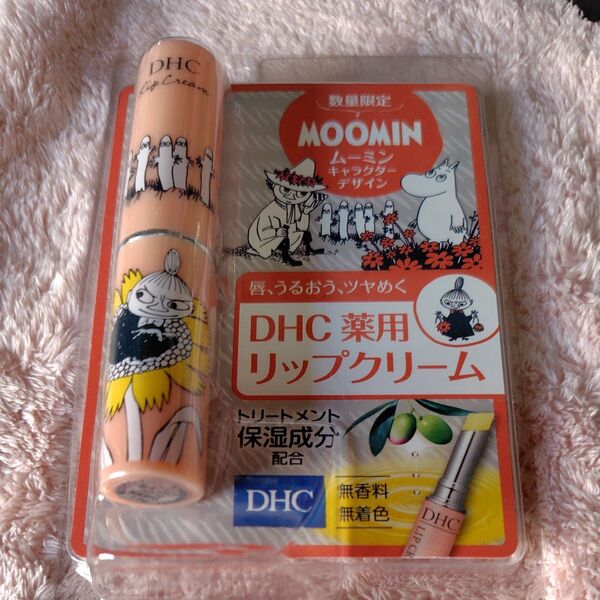 DHC
Lip Cream
数量限定
MOOMIN
ムーミン
キャラクター
デザイン
唇、うるおう、ツヤめく
DHC 薬用
リップクリーム
トリートメント
保湿成分
配合
DHC
無香料
無着色
DHC
LIP CR